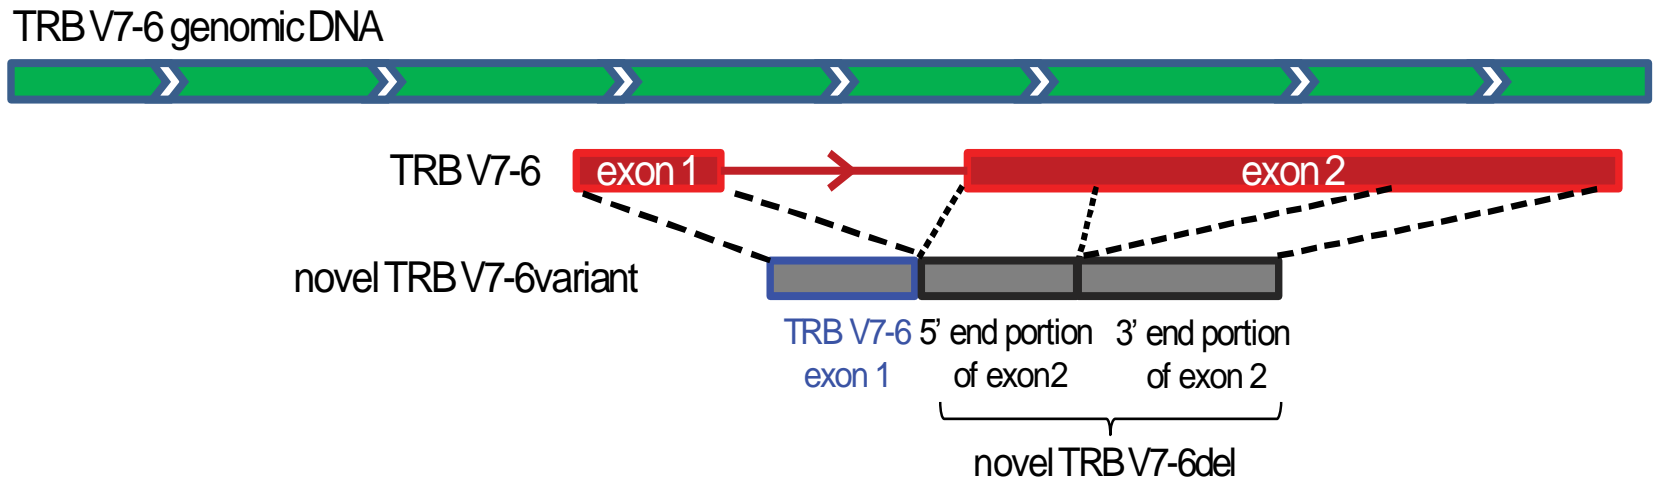 TRB V7-6 genomic DNA
TRB V7-6
exon 1
exon 2
novel TRB V7-6variant
TRB V7-6
exon 1
5' end portion
of exon2
3' end portion
of exon 2
novel TRB V7-6del